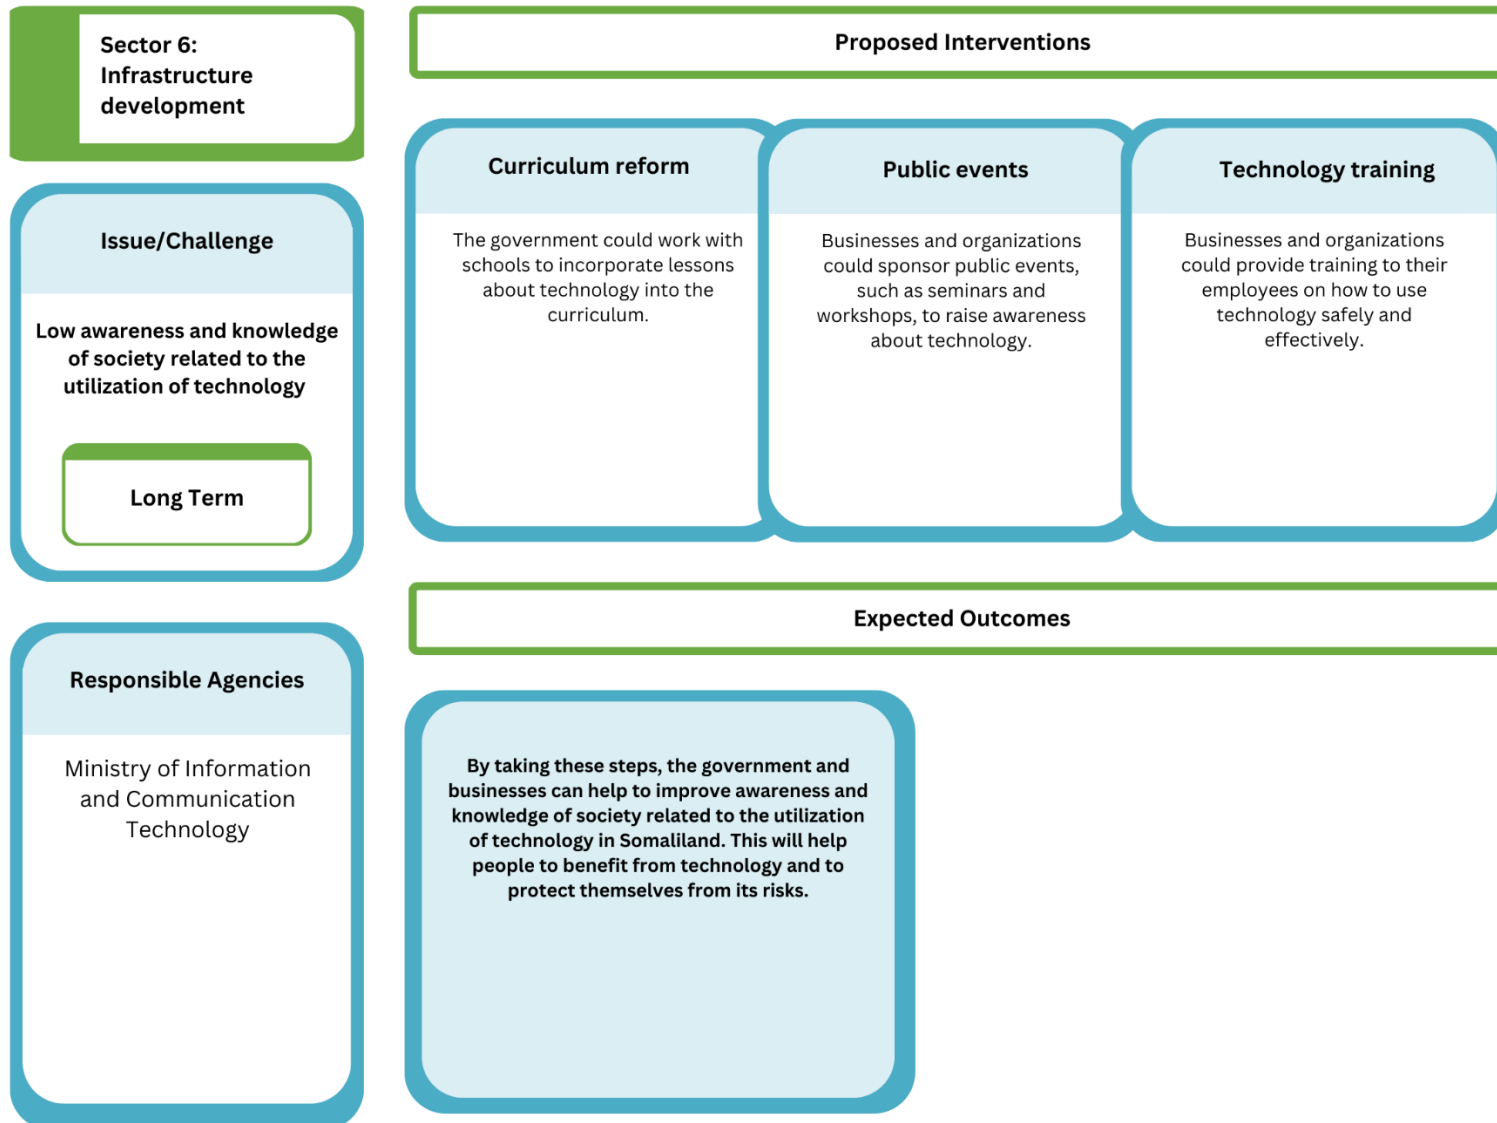 Sector 6:
Infrastructure
development
Issue/Challenge
Low awareness and knowledge
of society related to the
utilization of technology
Long Term
Responsible Agencies
Ministry of Information
and Communication
Technology
Proposed Interventions
Curriculum reform
The government could work with
schools to incorporate lessons
about technology into the
curriculum.
Public events
Businesses and organizations
could sponsor public events,
such as seminars and
workshops, to raise awareness
about technology.
Technology training
Businesses and organizations
could provide training to their
employees on how to use
technology safely and
effectively.
Expected Outcomes
By taking these steps, the government and
businesses can help to improve awareness and
knowledge of society related to the utilization
of technology in Somaliland. This will help
people to benefit from technology and to
protect themselves from its risks.